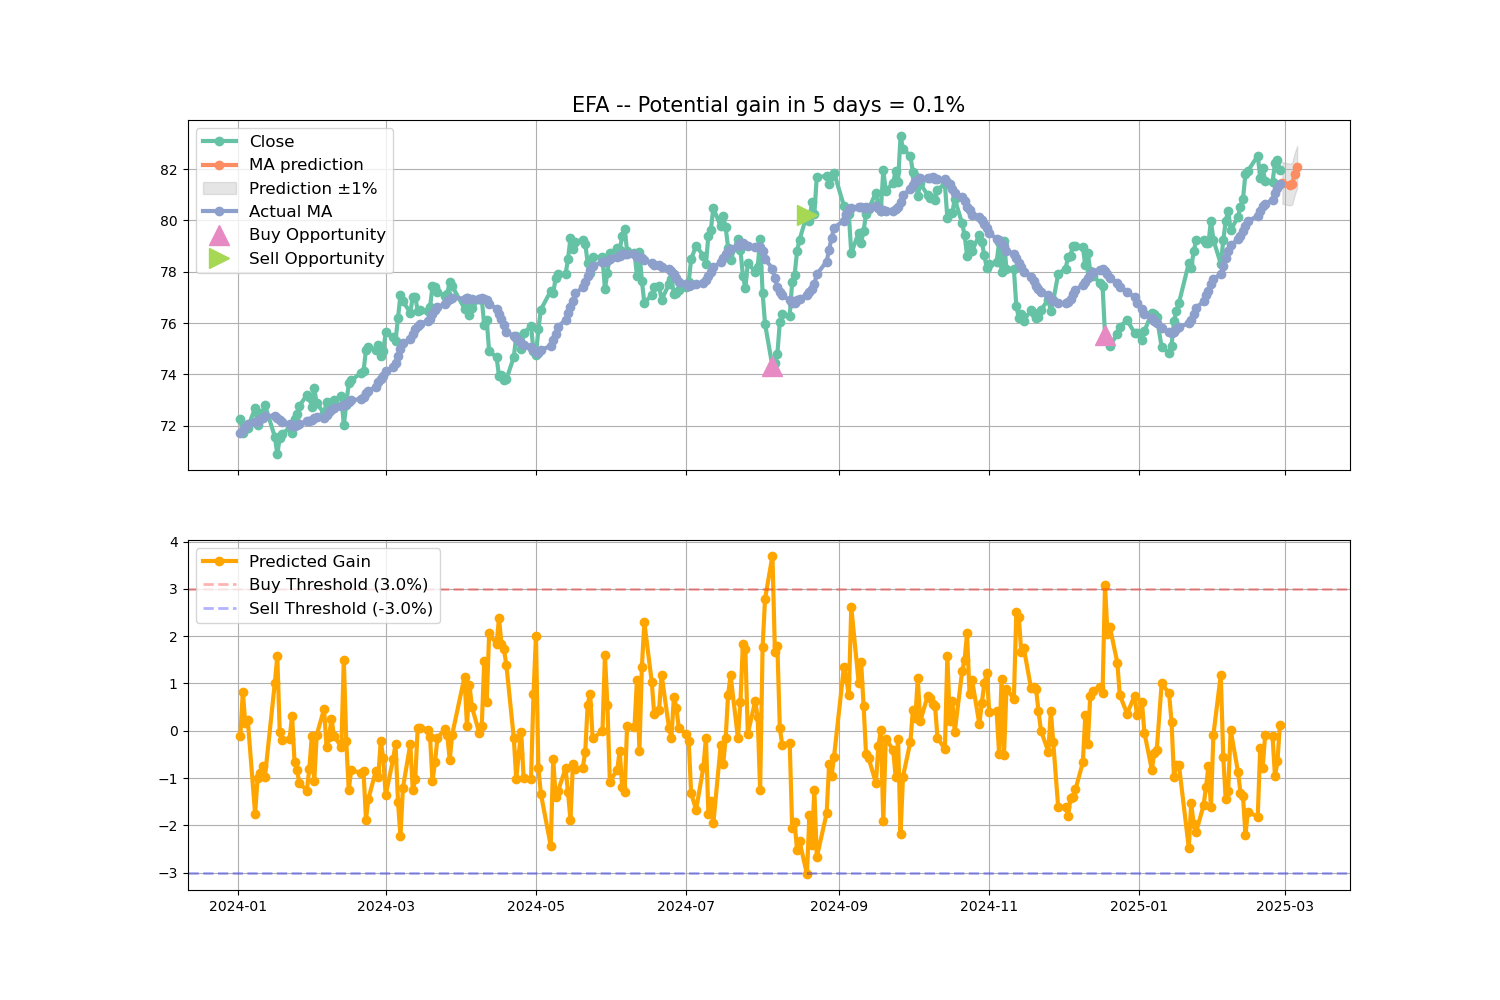 EFA -- Potential gain in 5 days = 0.1%
Close
MA prediction
Prediction ±1%
Actual MA
Buy Opportunity
Sell Opportunity
82
80
78
76
74
72
Predicted Gain
Buy Threshold (3.0%)
Sell Threshold (-3.0%)
4
3
2
1
0
−1
−2
−3
2024-01 2024-03 2024-05 2024-07 2024-09 2024-11 2025-01 2025-03